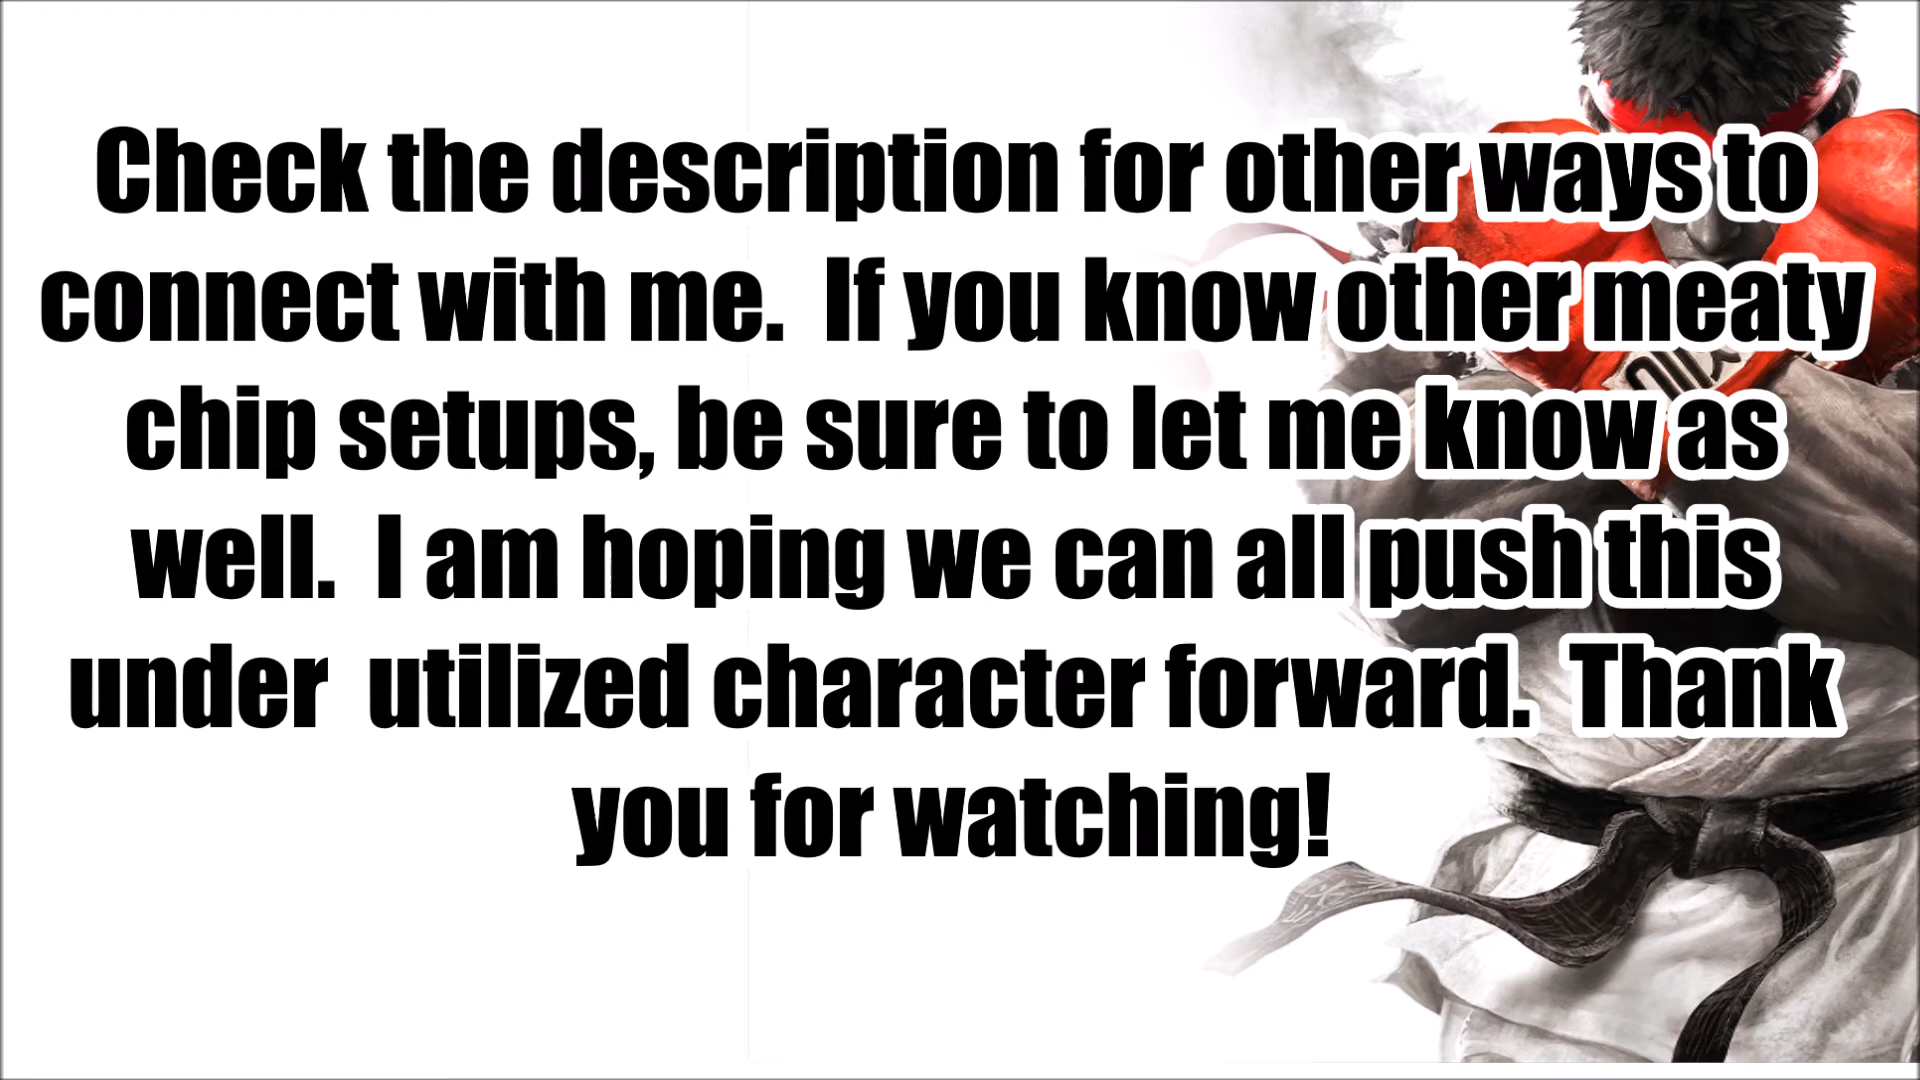 Check the description for other ways to
connect with me.  If you know other meaty
chip setups, be sure to let me know as
well.  I am hoping we can all push this
under  utilized character forward.  Thank
you for watching!